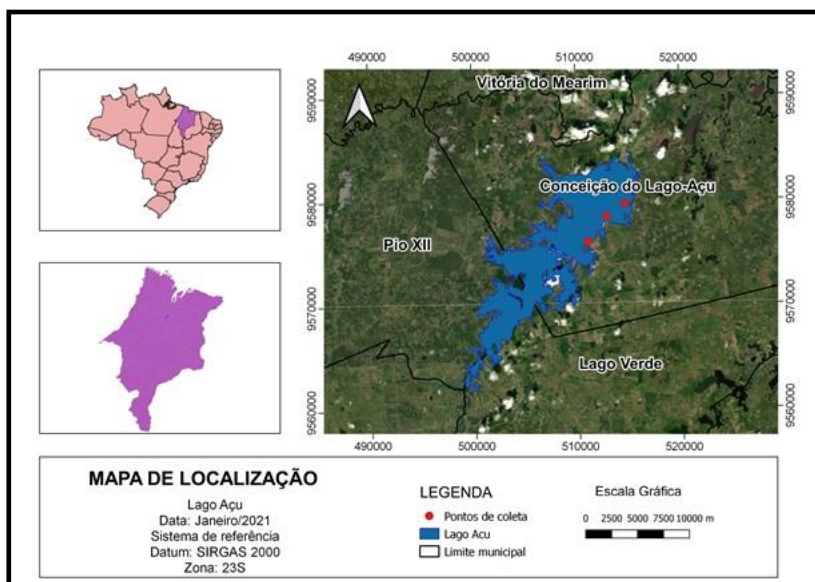 490000 500000 510000 520000
Vitória do Mearim
9590000 9590000
Conceição do Lago-Açu
9580000 9580000
Pio XII
9570000 9570000
Lago Verde
9560000 9560000
490000 500000 510000 520000
MAPA DE LOCALIZAÇÃO
Lago Açu
Data: Janeiro/2021
Sistema de referência
Datum: SIRGAS 2000
Zona: 23S
LEGENDA
Pontos de coleta
Lago Acu
Limite municipal
Escala Gráfica
0 2500 5000 7500 10000 m